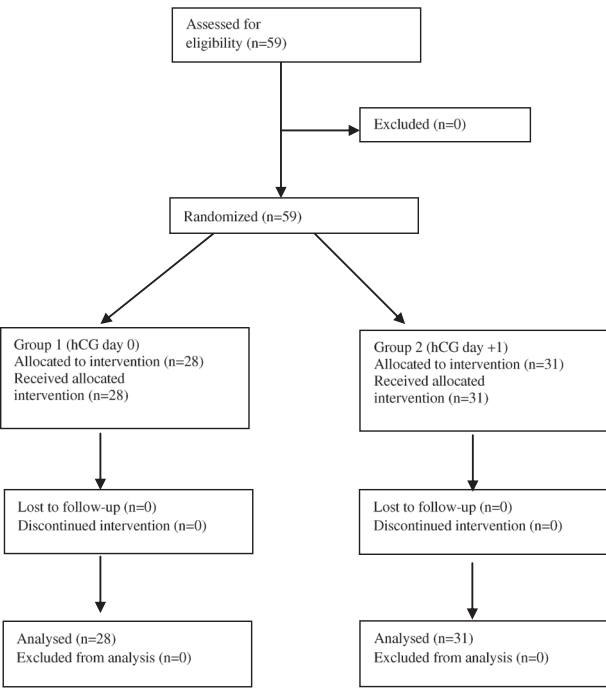 Assessed for
eligibility (n=59)
Excluded (n=0)
Randomized (n=59)
Group 1 (hCG day 0)
Allocated to intervention (n=28)
Received allocated
intervention (n=28)
Group 2 (hCG day +1)
Allocated to intervention (n=31)
Received allocated
intervention (n=31)
Lost to follow-up (n=0)
Discontinued intervention (n=0)
Lost to follow-up (n=0)
Discontinued intervention (n=0)
Analysed (n=28)
Excluded from analysis (n=0)
Analysed (n=31)
Excluded from analysis (n=0)